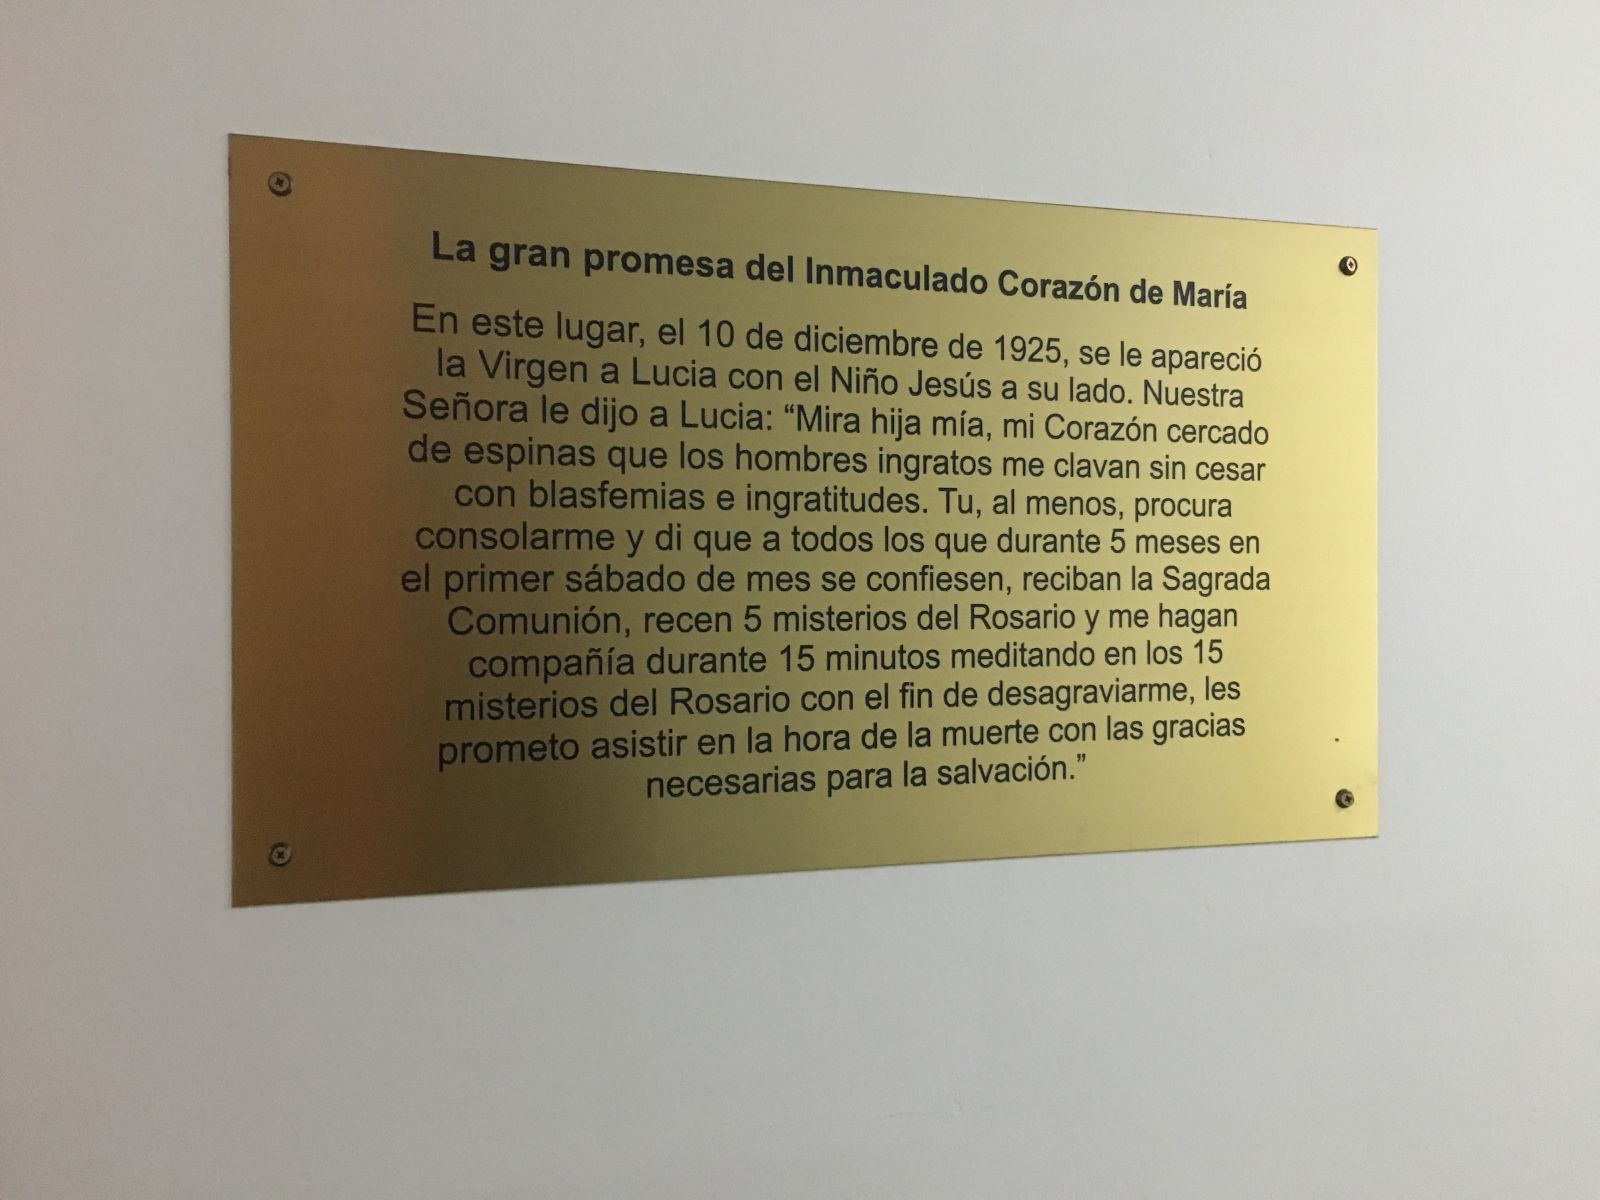 La gran promesa del Inmaculado Corazón de María
En este lugar, el 10 de diciembre de 1925, se le apareció
la Virgen a Lucia con el Niño Jesús a su lado. Nuestra
Señora le dijo a Lucia: “Mira hija mía, mi Corazón cercado
de espinas que los hombres ingratos me clavan sin cesar
con blasfemias e ingratitudes. Tu, al menos, procura
consolarme y di que a todos los que durante 5 meses en
el primer sábado de mes se confiesen, reciban la Sagrada
Comunión, recen 5 misterios del Rosario y me hagan
compañía durante 15 minutos meditando en los 15
misterios del Rosario con el fin de desagraviarme, les
prometo asistir en la hora de la muerte con las gracias
necesarias para la salvación.”